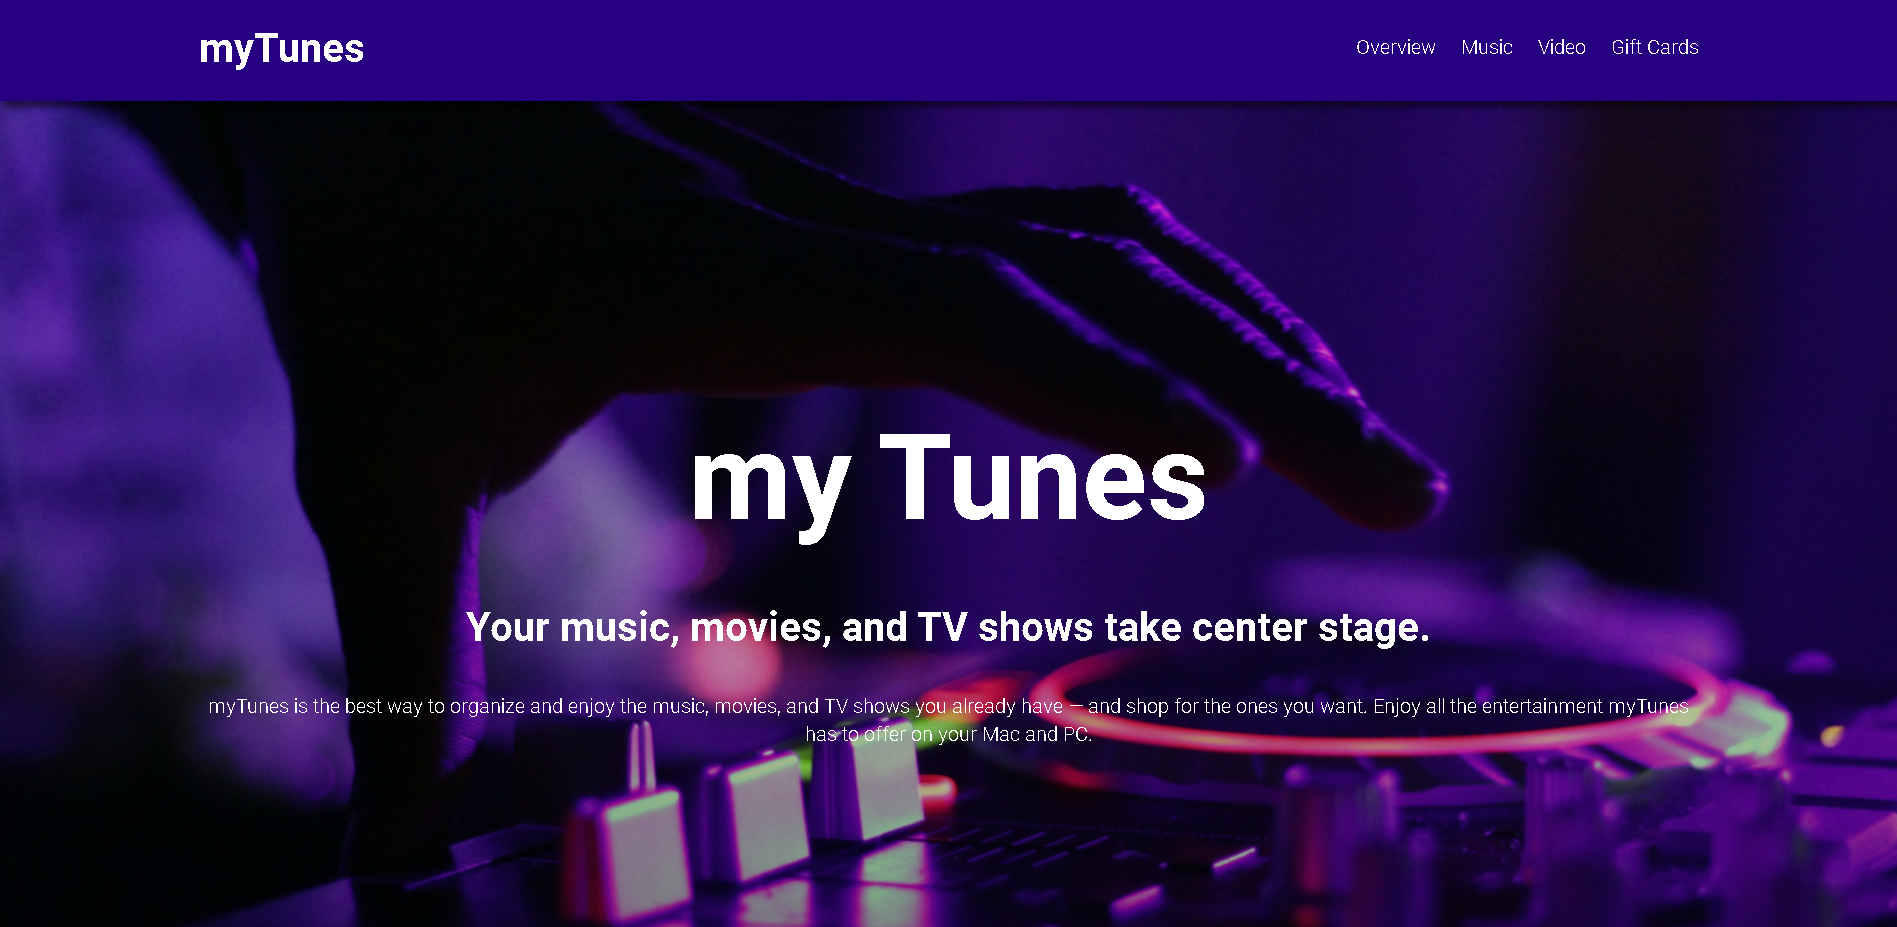 myTunes
Overview Music Video Gift Cards
my Tunes
Your music, movies, and TV shows take center stage.
myTunes is the best way to organize and enjoy the music, movies, and TV shows you already have — and shop for the ones you want. Enjoy all the entertainment myTunes
has to offer on your Mac and PC.